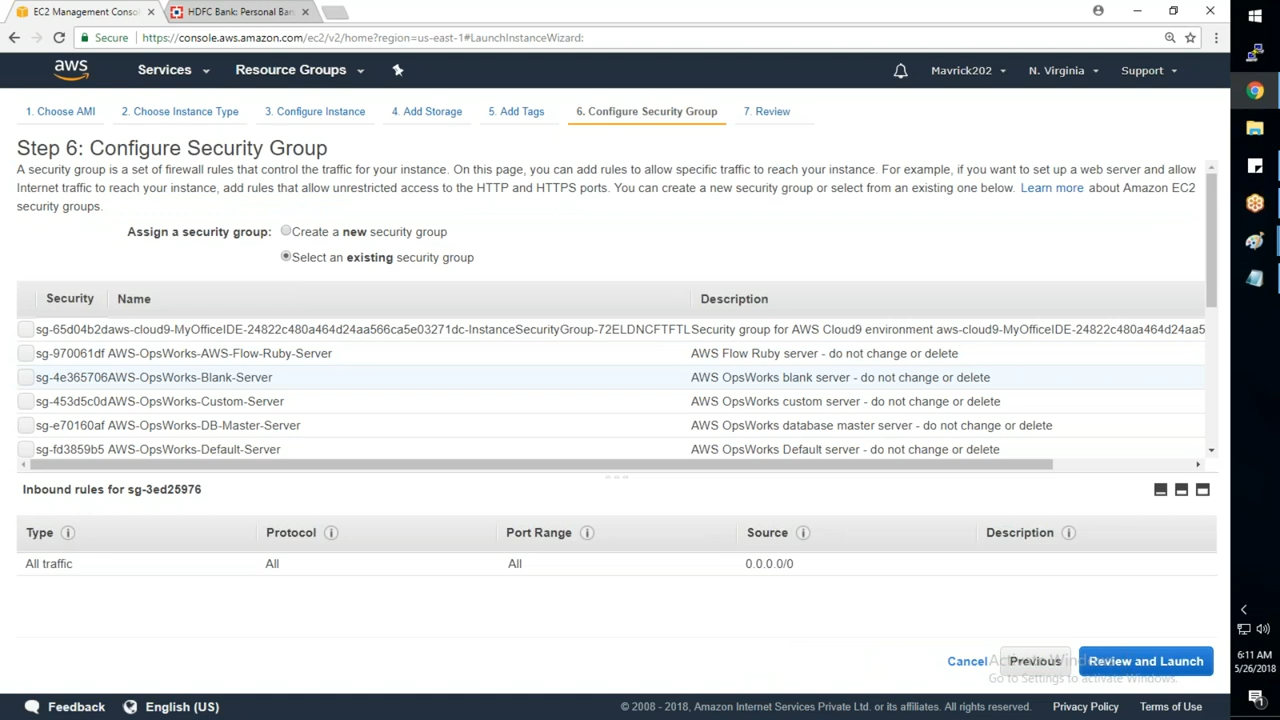 EC2 Management Conso
HDFC Bank: Personal Ban
Secure
https://console.aws.amazon.com/ec2/v2/home?region=us-east-1#LaunchInstanceWizard:
aws
Services
Resource Groups
Mavrick202
N. Virginia
Support
1. Choose AMI
2. Choose Instance Type
3. Configure Instance
4. Add Storage
5. Add Tags
6. Configure Security Group
7. Review
Step 6: Configure Security Group
A security group is a set of firewall rules that control the traffic for your instance. On this page, you can add rules to allow specific traffic to reach your instance. For example, if you want to set up a web server and allow
Internet traffic to reach your instance, add rules that allow unrestricted access to the HTTP and HTTPS ports. You can create a new security group or select from an existing one below. Learn more about Amazon EC2
security groups.
Assign a security group:
Create a new security group
Select an existing security group
Security
Name
Description
sg-65d04b2daws-cloud9-MyOfficeIDE-24822c480a464d24aa566ca5e03271dc-InstanceSecurityGroup-72ELDNCFTFTL Security group for AWS Cloud9 environment aws-cloud9-MyOfficeIDE-24822c480a464d24aa5
sg-970061df AWS-OpsWorks-AWS-Flow-Ruby-Server AWS Flow Ruby server - do not change or delete
sg-4e365706AWS-OpsWorks-Blank-Server AWS OpsWorks blank server - do not change or delete
sg-453d5c0dAWS-OpsWorks-Custom-Server AWS OpsWorks custom server - do not change or delete
sg-e70160af AWS-OpsWorks-DB-Master-Server AWS OpsWorks database master server - do not change or delete
sg-fd3859b5 AWS-OpsWorks-Default-Server AWS OpsWorks Default server - do not change or delete
Inbound rules for sg-3ed25976
Type
Protocol
Port Range
Source
Description
All traffic
All
All
0.0.0.0/0
Cancel
Previous
Review and Launch
Activate Windows
Go to Settings to activate Windows.
6:11 AM
5/26/2018
Feedback
English (US)
© 2008 - 2018, Amazon Internet Services Private Ltd. or its affiliates. All rights reserved.
Privacy Policy
Terms of Use